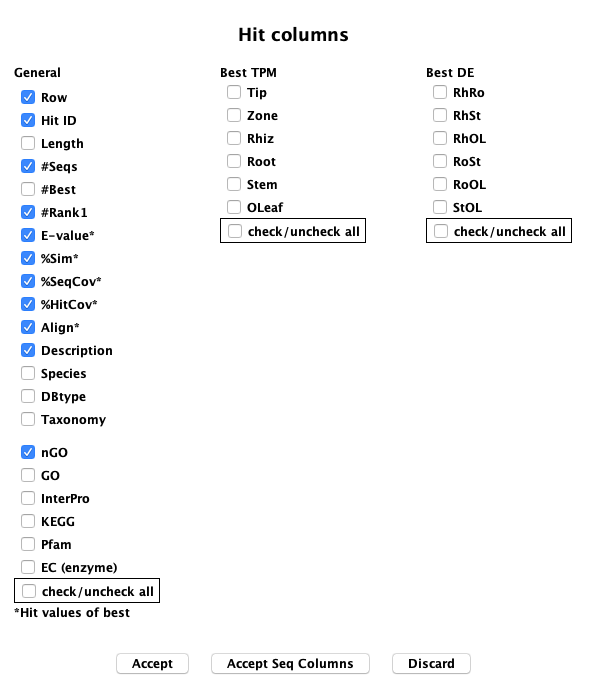 Hit columns
General
Row
Hit ID
Length
#Seqs
#Best
#Rank1
E-value*
%Sim*
%SeqCov*
%HitCov*
Align*
Description
Species
DBtype
Taxonomy
nGO
GO
InterPro
KEGG
Pfam
EC (enzyme)
check/uncheck all
*Hit values of best
Best TPM
Tip
Zone
Rhiz
Root
Stem
OLeaf
check/uncheck all
Best DE
RhRo
RhSt
RhOL
RoSt
RoOL
StOL
check/uncheck all
Accept
Accept Seq Columns
Discard